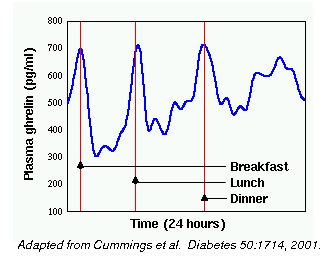 Plasma ghrelin (pg/ml)
800
700
600
500
400
300
200
100
Breakfast
Lunch
Dinner
Time (24 hours)
Adapted from Cummings et al. Diabetes 50:1714, 2001.